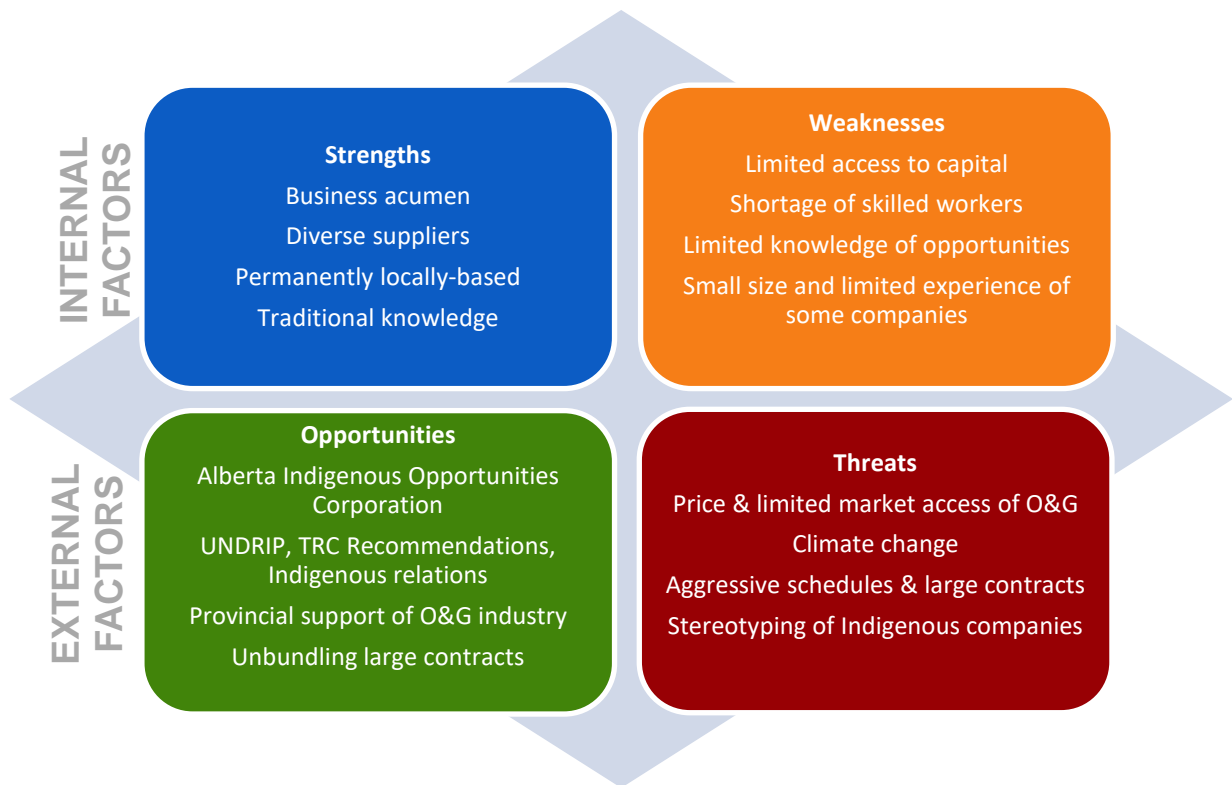 INTERNAL
FACTORS
Strengths
Business acumen
Diverse suppliers
Permanently locally-based
Traditional knowledge
Weaknesses
Limited access to capital
Shortage of skilled workers
Limited knowledge of opportunities
Small size and limited experience of
some companies
EXTERNAL
FACTORS
Opportunities
Alberta Indigenous Opportunities
Corporation
UNDRIP, TRC Recommendations,
Indigenous relations
Provincial support of O&G industry
Unbundling large contracts
Threats
Price & limited market access of O&G
Climate change
Aggressive schedules & large contracts
Stereotyping of Indigenous companies